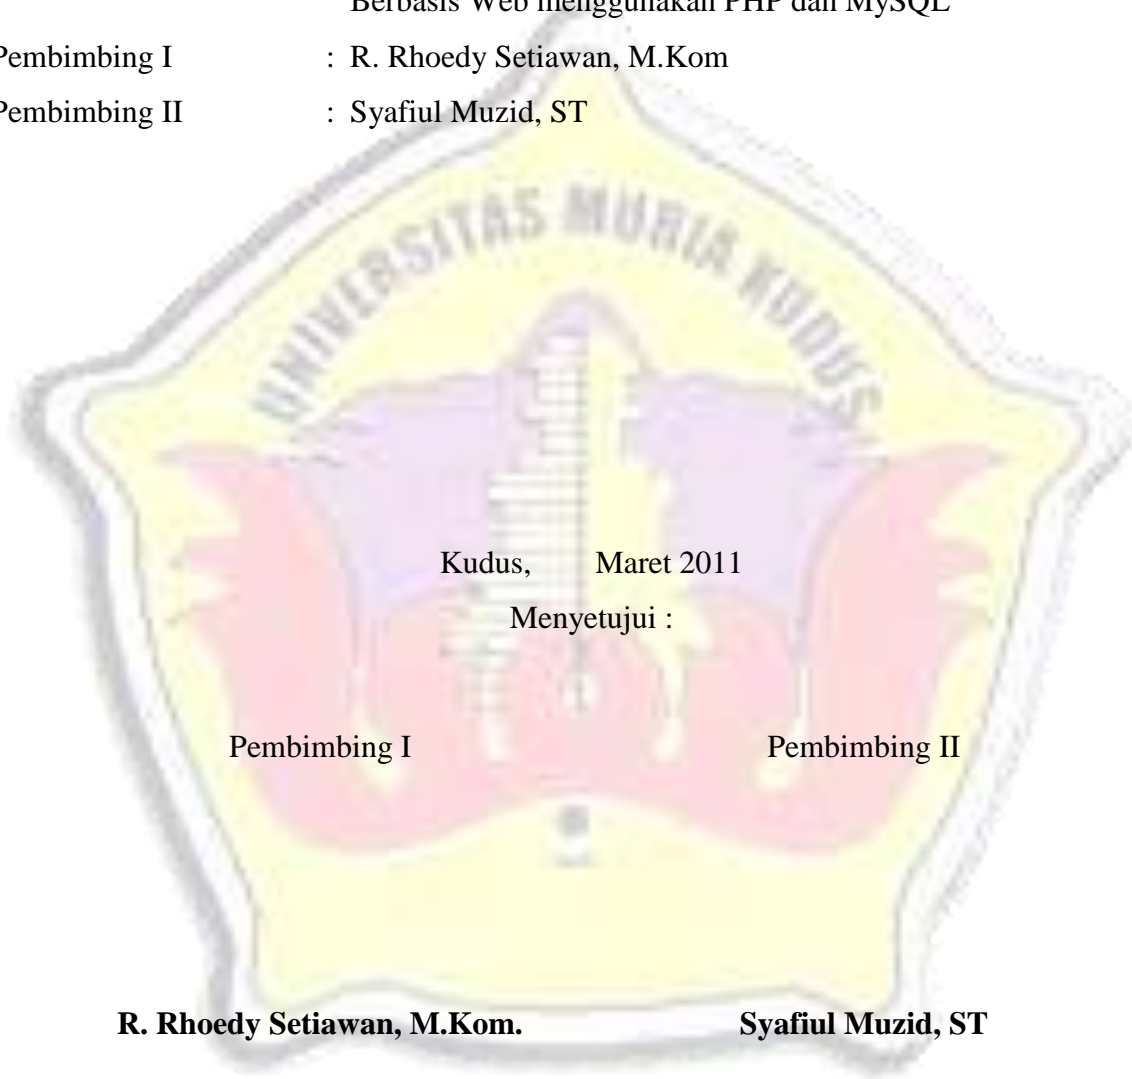 Berbasis Web menggunakan PHP dan MySQL
Pembimbing I : R. Rhoedy Setiawan, M.Kom
Pembimbing II : Syafiul Muzid, ST
UNIVERSITAS MURIA KUDUS
Kudus, Maret 2011
Menyetujui :
Pembimbing I Pembimbing II
R. Rhoedy Setiawan, M.Kom. Syafiul Muzid, ST